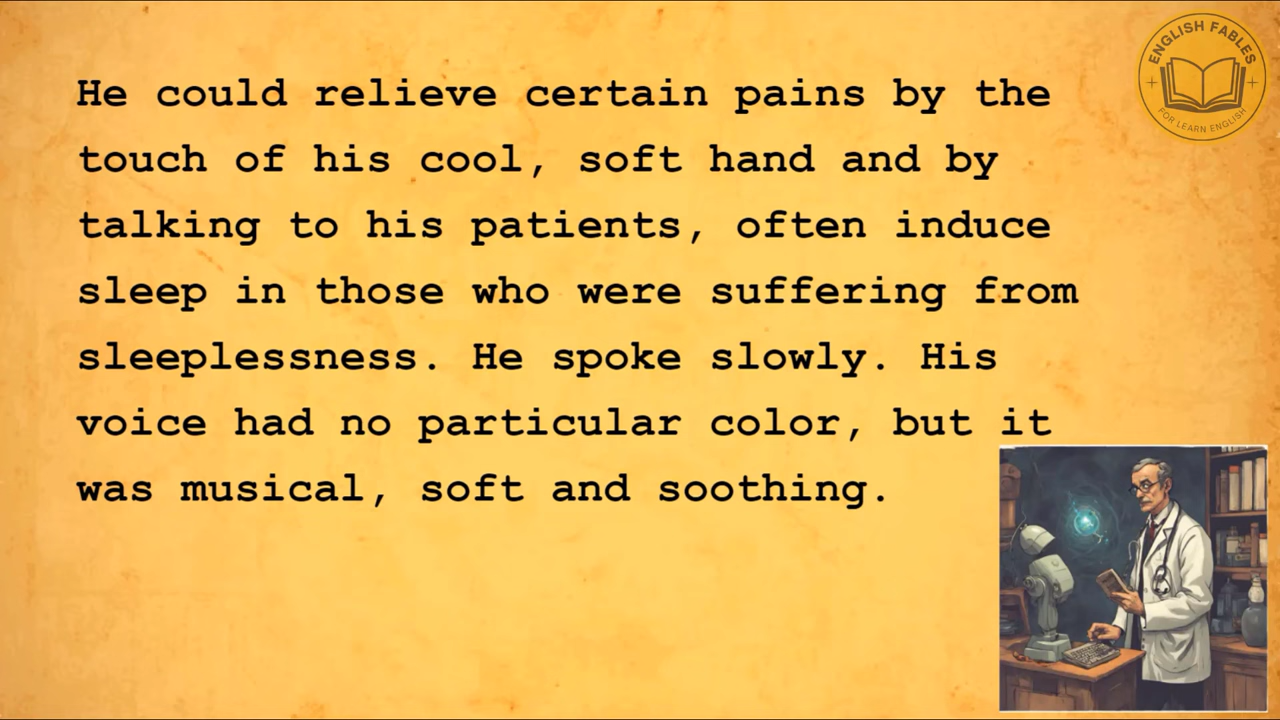 ENGLISH FABLES
FOR LEARN ENGLISH
He could relieve certain pains by the
touch of his cool, soft hand and by
talking to his patients, often induce
sleep in those who were suffering from
sleeplessness. He spoke slowly. His
voice had no particular color, but it
was musical, soft and soothing.